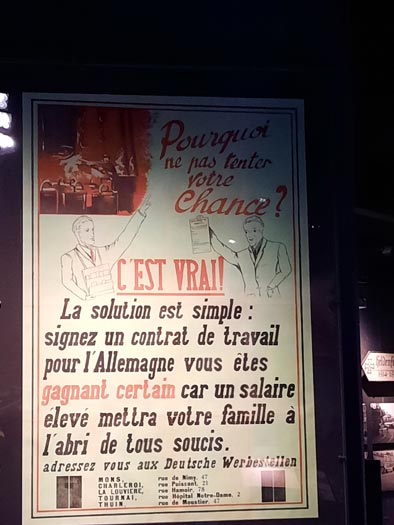 Pourquoi
ne pas tenter
votre
Chance?
C'EST VRAI!
La solution est simple :
signez un contrat de travail
pour l'Allemagne vous êtes
gagnant certain car un salaire
élevé mettra votre famille à
l'abri de tous soucis.
adressez vous aux Deutsche Werbestellen
MONS, rue de Nimy, 47
CHARLEROI, rue Puissant, 21
LA LOUVIÈRE, rue Hamoir, 78
TOURNAI, rue Hôpital Notre-Dame, 2
THUIN, rue de Moustier, 47